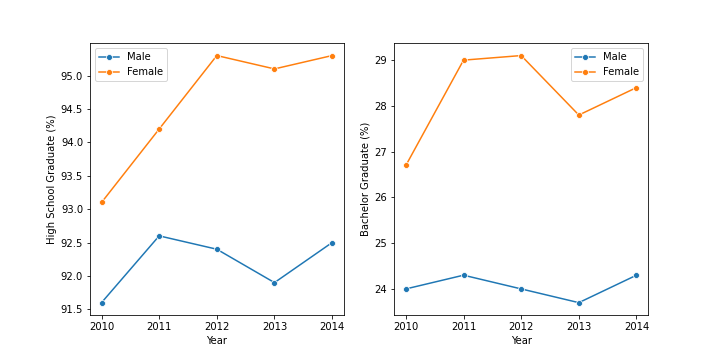 High School Graduate (%)
95.0
94.5
94.0
93.5
93.0
92.5
92.0
91.5
Male
Female
2010 2011 2012 2013 2014
Year
Bachelor Graduate (%)
29
28
27
26
25
24
Male
Female
2010 2011 2012 2013 2014
Year